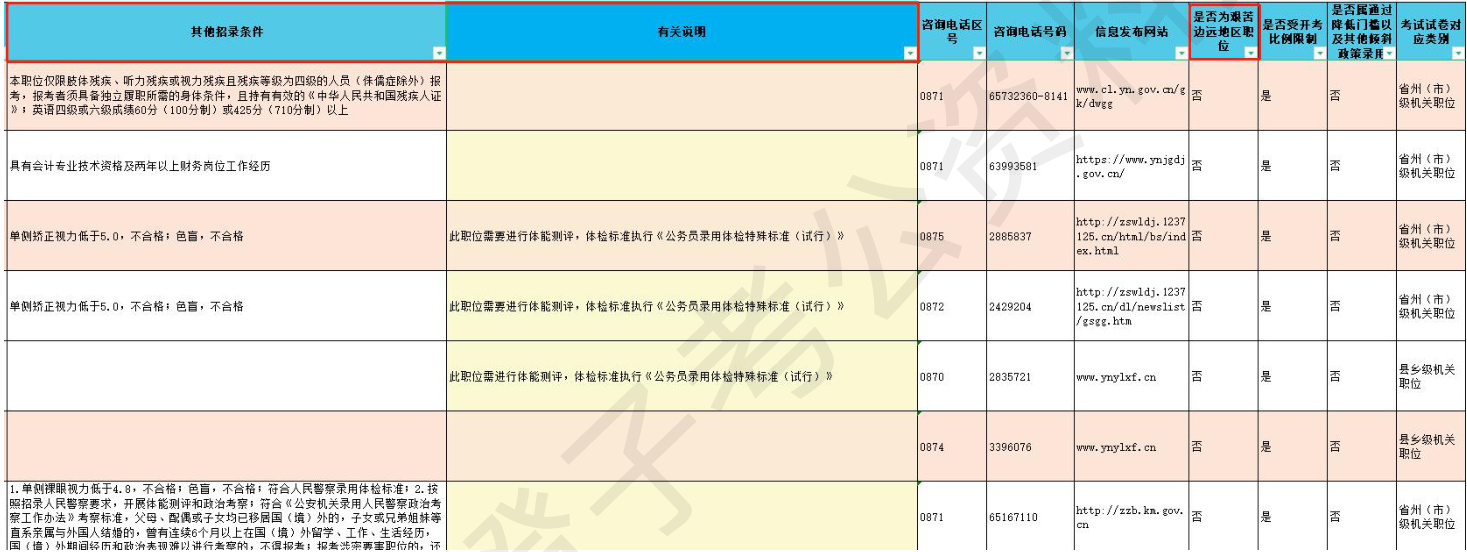 其他招录条件
有关说明
咨询电话区
号
咨询电话号码
信息发布网站
是否为艰苦
边远地区职
位
是否受开考
比例限制
是否属通过
降低门槛以
及其他倾斜
政策录用
考试试卷对
应类别
本职位仅限肢体残疾、听力残疾或视力残疾且残疾等级为四级的人员（侏儒症除外）报
考，报考者须具备独立履职所需的身体条件，且持有有效的《中华人民共和国残疾人证
》；英语四级或六级成绩60分（100分制）或425分（710分制）以上
0871
65732360-8141
www.cl.yn.gov.cn/g
k/dwgg
否
是
否
省州（市）
级机关职位
具有会计专业技术资格及两年以上财务岗位工作经历
0871
63993581
https://www.ynjgdj
.gov.cn/
否
是
否
省州（市）
级机关职位
单侧矫正视力低于5.0，不合格；色盲，不合格
此职位需要进行体能测评，体检标准执行《公务员录用体检特殊标准（试行）》
0875
2885837
http://zswldj.1237
125.cn/html/bs/ind
ex.html
否
是
否
省州（市）
级机关职位
单侧矫正视力低于5.0，不合格；色盲，不合格
此职位需要进行体能测评，体检标准执行《公务员录用体检特殊标准（试行）》
0872
2429204
http://zswldj.1237
125.cn/dl/newslist
/gsgg.htm
否
是
否
省州（市）
级机关职位
此职位需进行体能测评，体检标准执行《公务员录用体检特殊标准（试行）》
0870
2835721
www.ynylxf.cn
否
是
否
县乡级机关
职位
0874
3396076
www.ynylxf.cn
否
是
否
县乡级机关
职位
1.单侧裸眼视力低于4.8，不合格；色盲，不合格；符合人民警察录用体检标准；2.按
照招录人民警察要求，开展体能测评和政治考察；符合《公安机关录用人民警察政治考
察工作办法》考察标准，父母、配偶或子女均已移居国（境）外的，子女或兄弟姐妹等
直系亲属与外国人结婚的，曾有连续6个月以上在国（境）外留学、工作、生活经历，
国（境）外期间经历和政治表现难以进行考察的，不得报考；报考涉密要害职位的，还
0871
65167110
http://zzb.km.gov.
cn
否
是
否
省州（市）
级机关职位
橙子考公资料